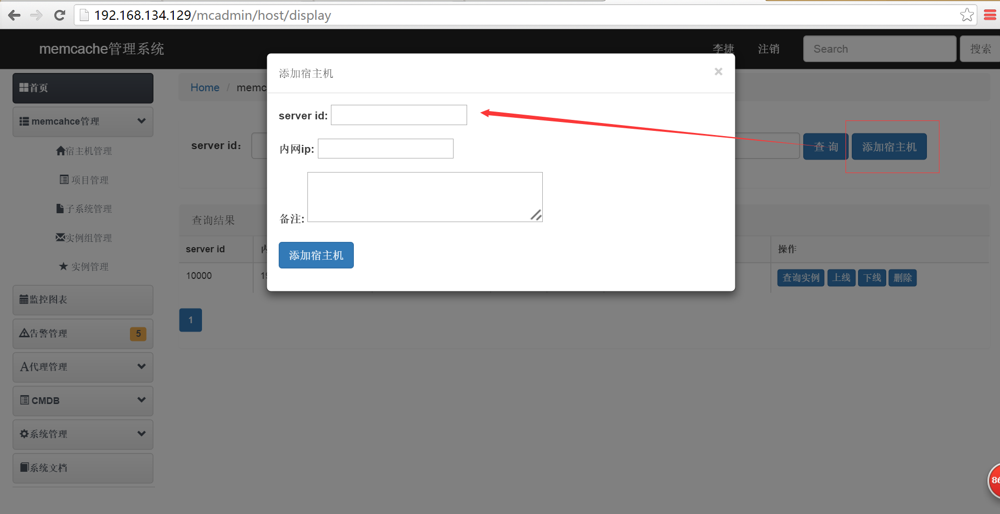 192.168.134.129/mcadmin/host/display
memcache管理系统
李捷
注销
Search
搜索
首页
memcahce管理
宿主机管理
项目管理
子系统管理
实例组管理
实例管理
监控图表
告警管理 5
代理管理
CMDB
系统管理
系统文档
Home / memc
添加宿主机 ×
server id:
内网ip:
备注:
添加宿主机
server id：
查 询
添加宿主机
查询结果
server id
操作
10000
查询实例 上线 下线 删除
1